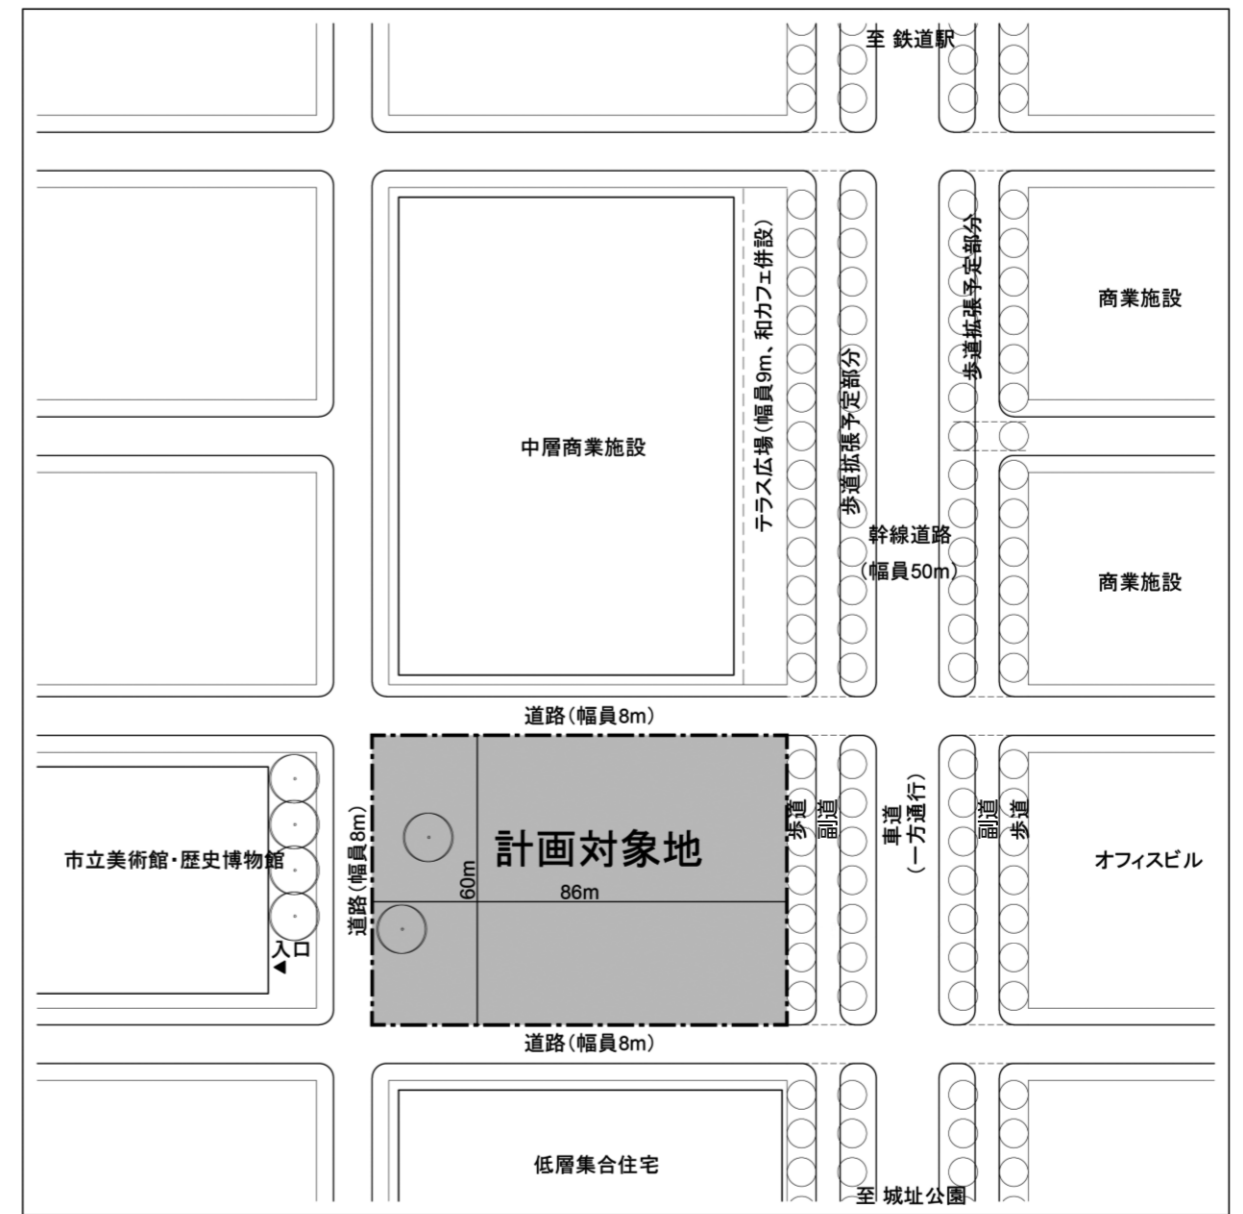 至 鉄道駅
歩道拡張予定部分
テラス広場(幅員9m、和カフェ併設)
商業施設
歩道拡張予定部分
中層商業施設
幹線道路
(幅員50m)
商業施設
道路(幅員8m)
歩道
副道
車道
(一方通行)
副道
歩道
市立美術館・歴史博物館
道路(幅員8m)
計画対象地
60m
86m
オフィスビル
入口
道路(幅員8m)
低層集合住宅
至 城址公園